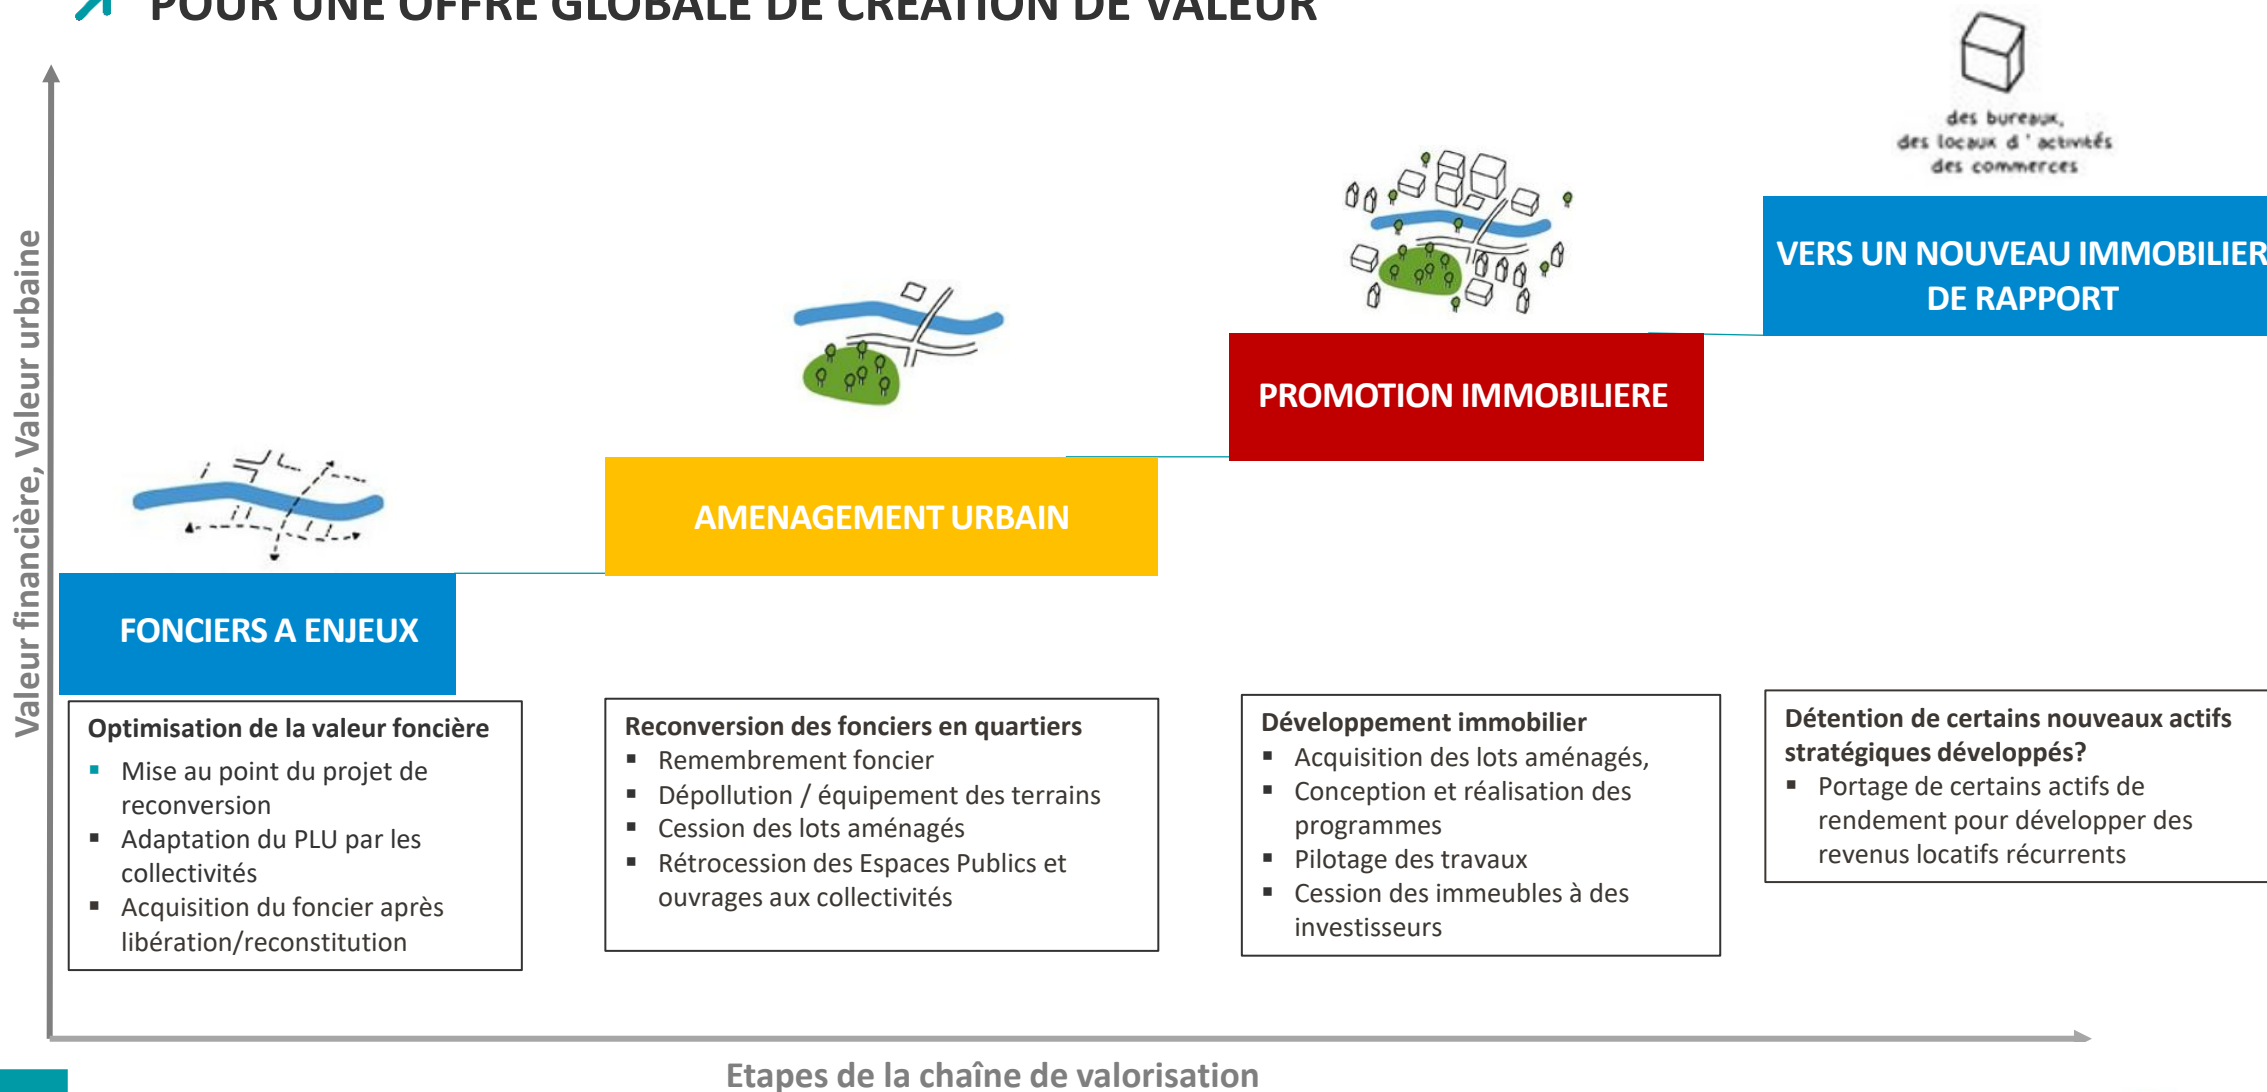 POUR UNE OFFRE GLOBALE DE CREATION DE VALEUR
des bureaux,
des locaux d ' activités
des commerces
Valeur financière, Valeur urbaine
VERS UN NOUVEAU IMMOBILIER
DE RAPPORT
PROMOTION IMMOBILIERE
AMENAGEMENT URBAIN
FONCIERS A ENJEUX
Optimisation de la valeur foncière
▪ Mise au point du projet de
reconversion
▪ Adaptation du PLU par les
collectivités
▪ Acquisition du foncier après
libération/reconstitution
Reconversion des fonciers en quartiers
▪ Remembrement foncier
▪ Dépollution / équipement des terrains
▪ Cession des lots aménagés
▪ Rétrocession des Espaces Publics et
ouvrages aux collectivités
Développement immobilier
▪ Acquisition des lots aménagés,
▪ Conception et réalisation des
programmes
▪ Pilotage des travaux
▪ Cession des immeubles à des
investisseurs
Détention de certains nouveaux actifs
stratégiques développés?
▪ Portage de certains actifs de
rendement pour développer des
revenus locatifs récurrents
Etapes de la chaîne de valorisation